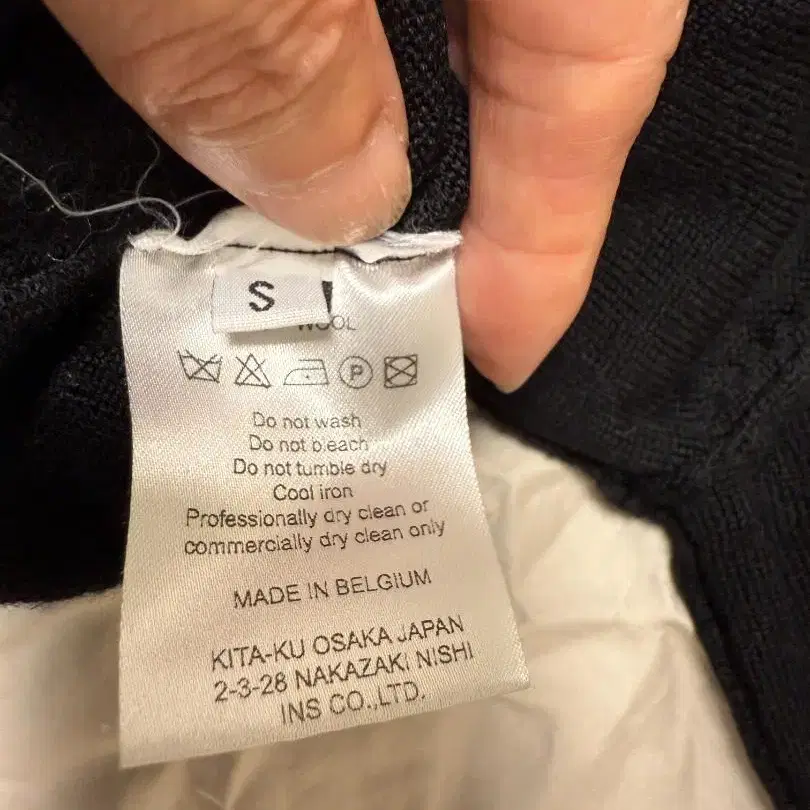 S
WOOL
P
Do not wash
Do not bleach
Do not tumble dry
Cool iron
Professionally dry clean or
commercially dry clean only
MADE IN BELGIUM
KITA-KU OSAKA JAPAN
2-3-28 NAKAZAKI NISHI
INS CO.,LTD.